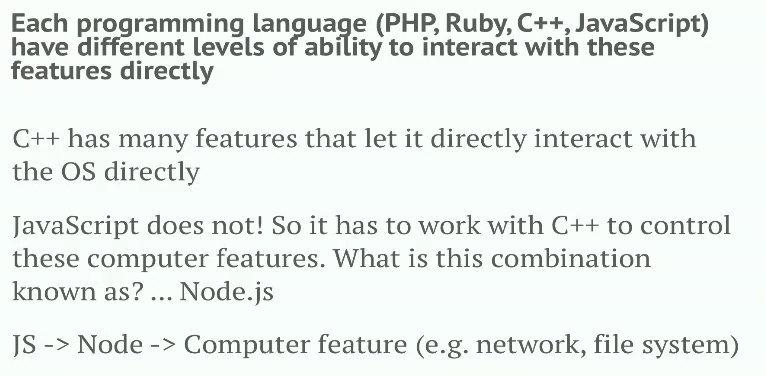 Each programming language (PHP, Ruby, C++, JavaScript)
have different levels of ability to interact with these
features directly
C++ has many features that let it directly interact with
the OS directly
JavaScript does not! So it has to work with C++ to control
these computer features. What is this combination
known as? ... Node.js
JS -> Node -> Computer feature (e.g. network, file system)